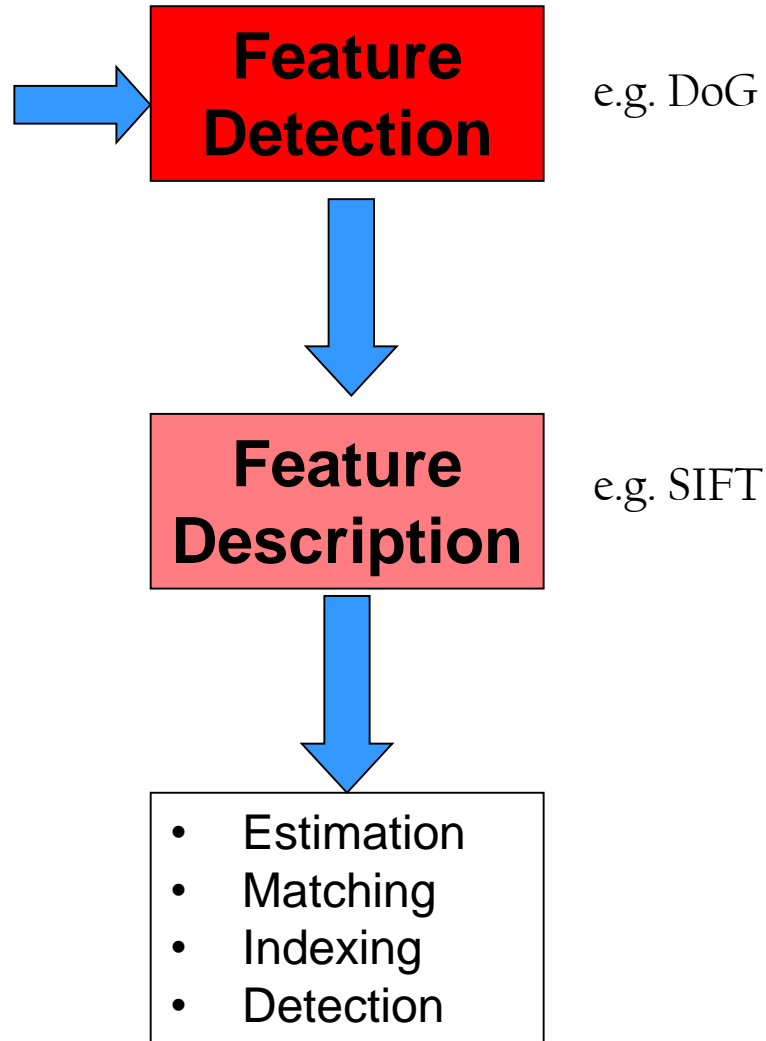 Feature
Detection
e.g. DoG
Feature
Description
e.g. SIFT
• Estimation
• Matching
• Indexing
• Detection